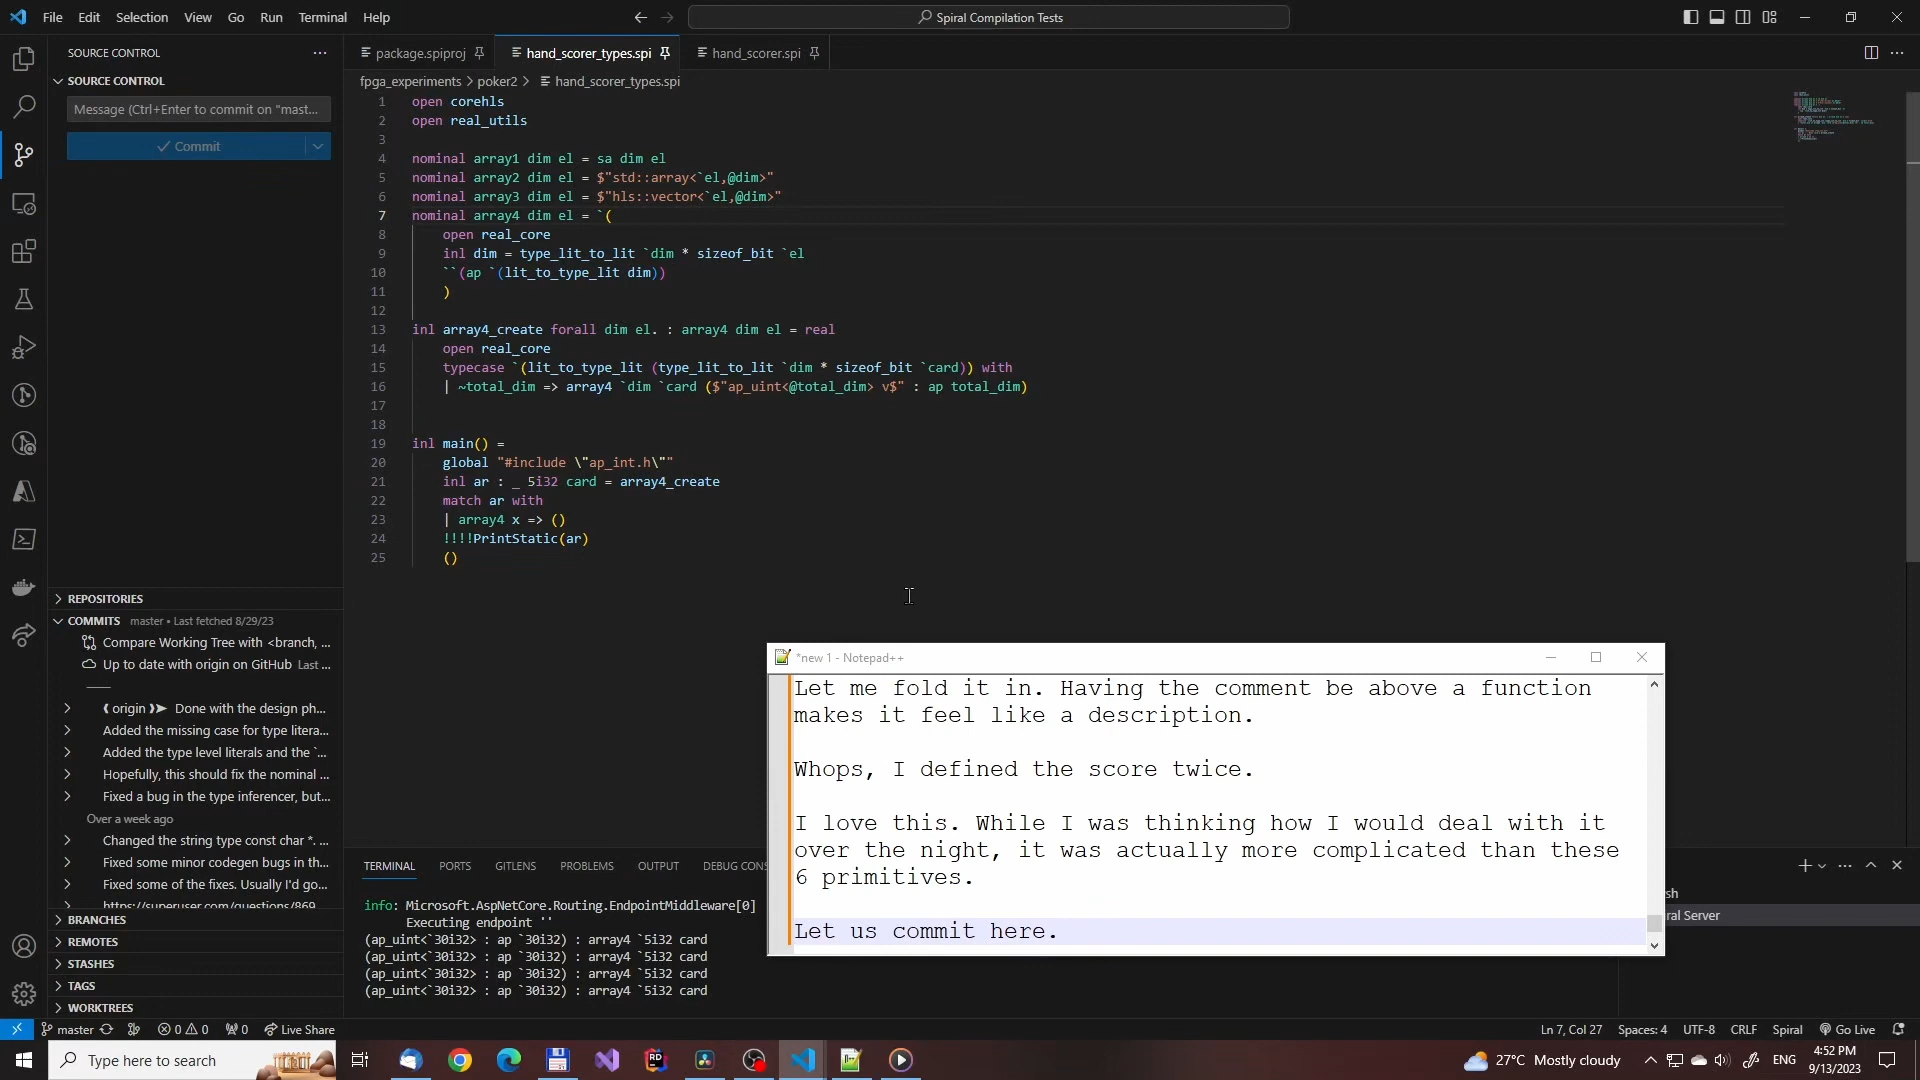 File Edit Selection View Go Run Terminal Help
Spiral Compilation Tests
SOURCE CONTROL
package.spiproj hand_scorer_types.spi hand_scorer.spi
SOURCE CONTROL
fpga_experiments > poker2 > hand_scorer_types.spi
Message (Ctrl+Enter to commit on "mast...
Commit
1 open corehls
2 open real_utils
3
4 nominal array1 dim el = sa dim el
5 nominal array2 dim el = $"std::array<`el,@dim>"
6 nominal array3 dim el = $"hls::vector<`el,@dim>"
7 nominal array4 dim el = `(
8 open real_core
9 inl dim = type_lit_to_lit `dim * sizeof_bit `el
10 ``(ap `(lit_to_type_lit dim))
11 )
12
13 inl array4_create forall dim el. : array4 dim el = real
14 open real_core
15 typecase `(lit_to_type_lit (type_lit_to_lit `dim * sizeof_bit `card)) with
16 | ~total_dim => array4 `dim `card ($"ap_uint<@total_dim> v$" : ap total_dim)
17
18
19 inl main() =
20 global "#include \"ap_int.h\""
21 inl ar : _ 5i32 card = array4_create
22 match ar with
23 | array4 x => ()
24 !!!!PrintStatic(ar)
25 ()
REPOSITORIES
COMMITS master • Last fetched 8/29/23
Compare Working Tree with <branch, ...
Up to date with origin on GitHub Last ...
origin Done with the design ph...
Added the missing case for type litera...
Added the type level literals and the `...
Hopefully, this should fix the nominal ...
Fixed a bug in the type inferencer, but...
Over a week ago
Changed the string type const char *. ...
Fixed some minor codegen bugs in th...
Fixed some of the fixes. Usually I'd go...
https://superuser.com/questions/869...
BRANCHES
REMOTES
STASHES
TAGS
WORKTREES
*new 1 - Notepad++
Let me fold it in. Having the comment be above a function
makes it feel like a description.
Whops, I defined the score twice.
I love this. While I was thinking how I would deal with it
over the night, it was actually more complicated than these
6 primitives.
Let us commit here.
TERMINAL PORTS GITLENS PROBLEMS OUTPUT DEBUG CONS
info: Microsoft.AspNetCore.Routing.EndpointMiddleware[0]
Executing endpoint ''
(ap_uint<`30i32> : ap `30i32) : array4 `5i32 card
(ap_uint<`30i32> : ap `30i32) : array4 `5i32 card
(ap_uint<`30i32> : ap `30i32) : array4 `5i32 card
(ap_uint<`30i32> : ap `30i32) : array4 `5i32 card
sh
ral Server
master 0 0 0 Live Share
Ln 7, Col 27 Spaces: 4 UTF-8 CRLF Spiral Go Live
Type here to search
27°C Mostly cloudy ENG
4:52 PM
9/13/2023